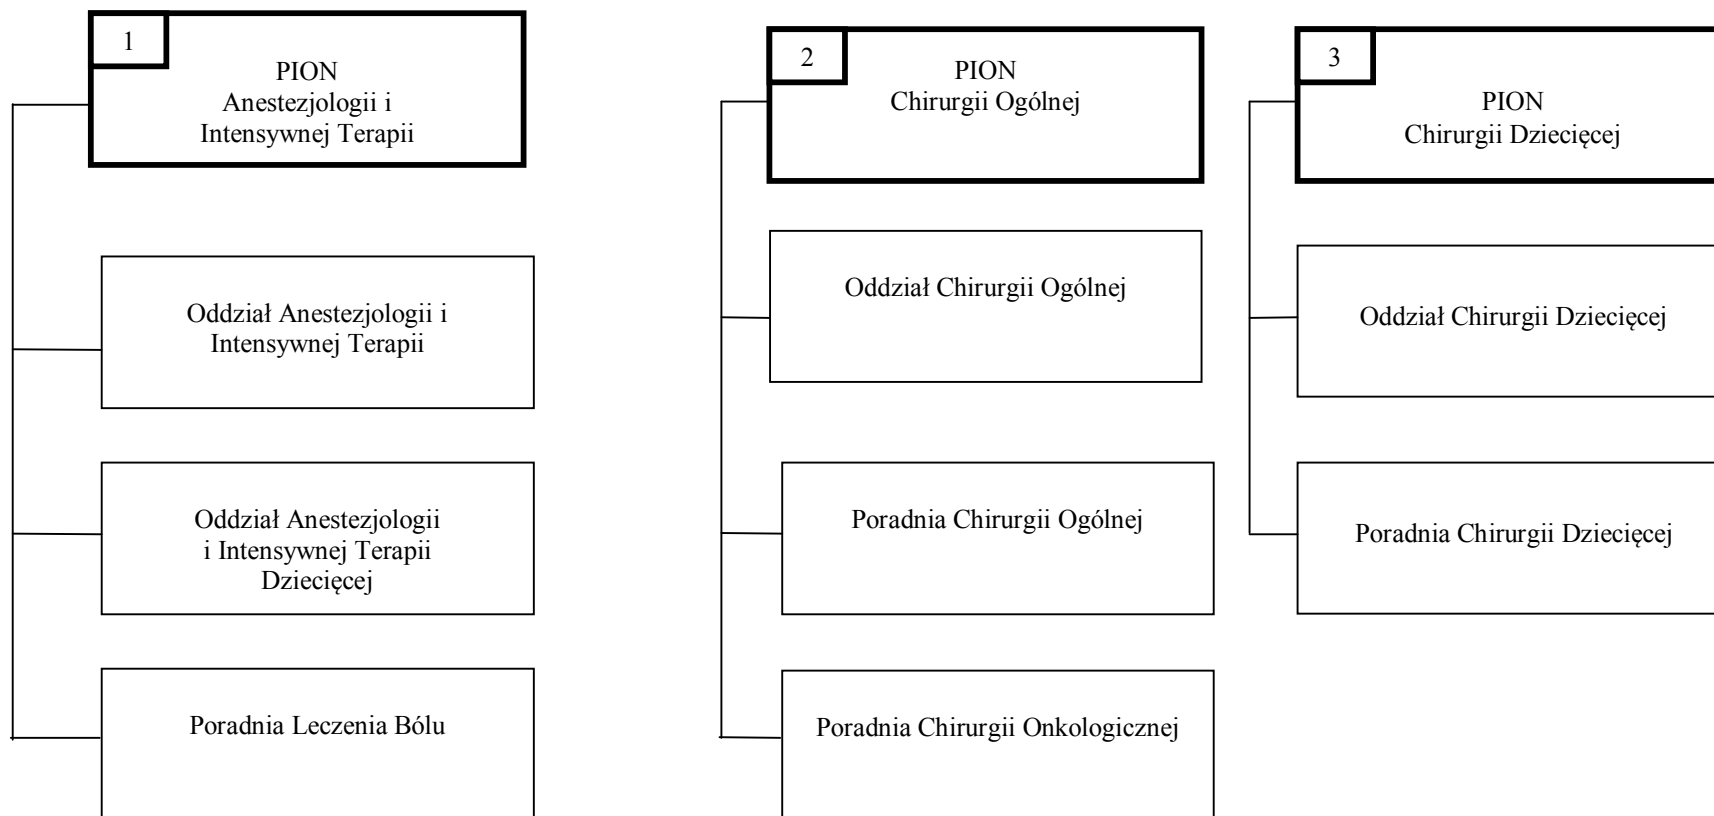 1
PION
Anestezjologii i
Intensywnej Terapii
Oddział Anestezjologii i
Intensywnej Terapii
Oddział Anestezjologii
i Intensywnej Terapii
Dziecięcej
Poradnia Leczenia Bólu
2
PION
Chirurgii Ogólnej
Oddział Chirurgii Ogólnej
Poradnia Chirurgii Ogólnej
Poradnia Chirurgii Onkologicznej
3
PION
Chirurgii Dziecięcej
Oddział Chirurgii Dziecięcej
Poradnia Chirurgii Dziecięcej